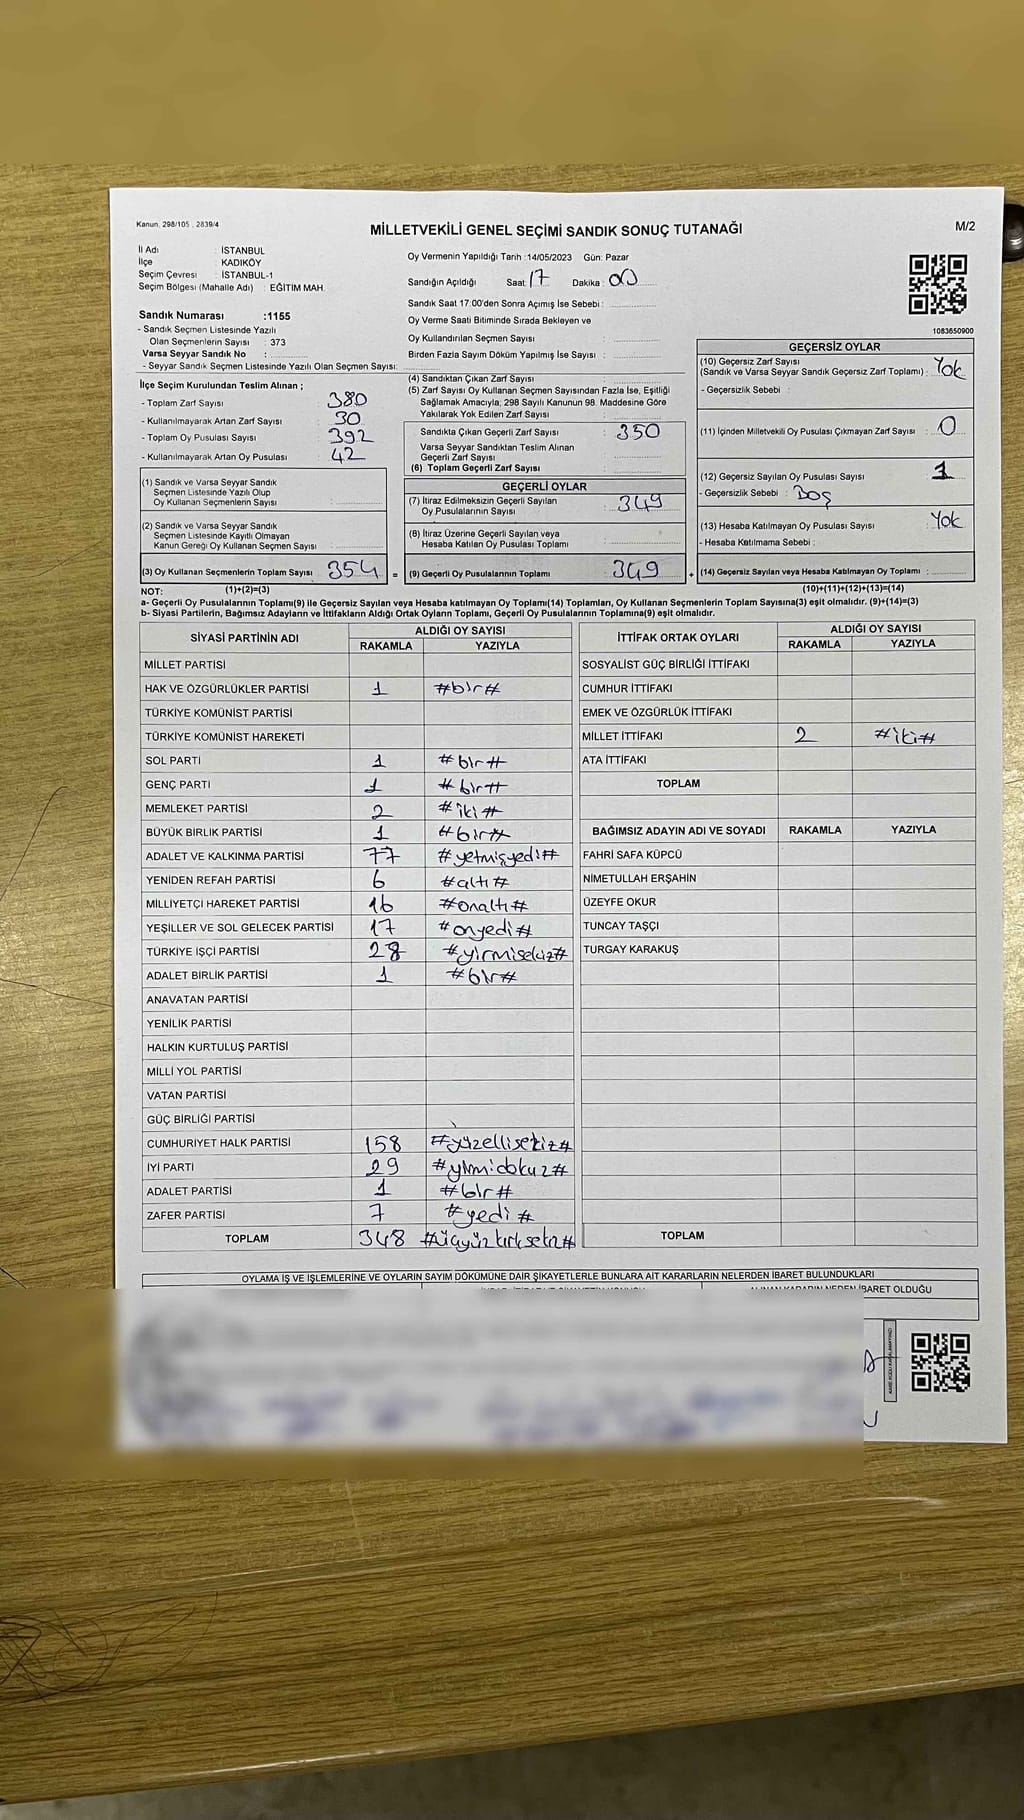 Kanun, 298/105 , 2839/4
MİLLETVEKİLİ GENEL SEÇİMİ SANDIK SONUÇ TUTANAĞI
M/2
İl Adı : İSTANBUL
İlçe : KADIKÖY
Seçim Çevresi : İSTANBUL-1
Seçim Bölgesi (Mahalle Adı) : EĞİTİM MAH.
Oy Vermenin Yapıldığı Tarih :14/05/2023 Gün: Pazar
Sandığın Açıldığı Saat: 17 Dakika : 00
Sandık Saat 17:00'den Sonra Açımış İse Sebebi :
Oy Verme Saati Bitiminde Sırada Bekleyen ve
Oy Kullandırılan Seçmen Sayısı :
Birden Fazla Sayım Döküm Yapılmış İse Sayısı :
1083650900
Sandık Numarası :1155
- Sandık Seçmen Listesinde Yazılı
Olan Seçmenlerin Sayısı : 373
Varsa Seyyar Sandık No :
- Seyyar Sandık Seçmen Listesinde Yazılı Olan Seçmen Sayısı:
İlçe Seçim Kurulundan Teslim Alınan ;
- Toplam Zarf Sayısı 380
- Kullanılmayarak Artan Zarf Sayısı 30
- Toplam Oy Pusulası Sayısı 392
- Kullanılmayarak Artan Oy Pusulası 42
(1) Sandık ve Varsa Seyyar Sandık
Seçmen Listesinde Yazılı Olup
Oy Kullanan Seçmenlerin Sayısı :
(2) Sandık ve Varsa Seyyar Sandık
Seçmen Listesinde Kayıtlı Olmayan
Kanun Gereği Oy Kullanan Seçmen Sayısı :
(3) Oy Kullanan Seçmenlerin Toplam Sayısı 354 =
(4) Sandıktan Çıkan Zarf Sayısı :
(5) Zarf Sayısı Oy Kullanan Seçmen Sayısından Fazla İse, Eşitliği
Sağlamak Amacıyla; 298 Sayılı Kanunun 98. Maddesine Göre
Yakılarak Yok Edilen Zarf Sayısı :
Sandıkta Çıkan Geçerli Zarf Sayısı : 350
Varsa Seyyar Sandıktan Teslim Alınan
Geçerli Zarf Sayısı :
(6) Toplam Geçerli Zarf Sayısı :
GEÇERLİ OYLAR
(7) İtiraz Edilmeksizin Geçerli Sayılan
Oy Pusulalarının Sayısı : 349
(8) İtiraz Üzerine Geçerli Sayılan veya
Hesaba Katılan Oy Pusulası Toplamı :
(9) Geçerli Oy Pusulalarının Toplamı : 349 +
GEÇERSİZ OYLAR
(10) Geçersiz Zarf Sayısı
(Sandık ve Varsa Seyyar Sandık Geçersiz Zarf Toplamı) : Yok
- Geçersizlik Sebebi :
(11) İçinden Milletvekili Oy Pusulası Çıkmayan Zarf Sayısı : 0
(12) Geçersiz Sayılan Oy Pusulası Sayısı : 1
- Geçersizlik Sebebi : Boş
(13) Hesaba Katılmayan Oy Pusulası Sayısı : Yok
- Hesaba Katılmama Sebebi :
(14) Geçersiz Sayılan veya Hesaba Katılmayan Oy Toplamı :
NOT: (1)+(2)=(3) (10)+(11)+(12)+(13)=(14)
a- Geçerli Oy Pusulalarının Toplamı(9) ile Geçersiz Sayılan veya Hesaba katılmayan Oy Toplamı(14) Toplamları, Oy Kullanan Seçmenlerin Toplam Sayısına(3) eşit olmalıdır. (9)+(14)=(3)
b- Siyasi Partilerin, Bağımsız Adayların ve İttifakların Aldığı Ortak Oyların Toplamı, Geçerli Oy Pusulalarının Toplamına(9) eşit olmalıdır.
SİYASİ PARTİNİN ADI ALDIĞI OY SAYISI
RAKAMLA YAZIYLA
MİLLET PARTİSİ
HAK VE ÖZGÜRLÜKLER PARTİSİ 1 #bir#
TÜRKİYE KOMÜNİST PARTİSİ
TÜRKİYE KOMÜNİST HAREKETİ
SOL PARTİ 1 #bir#
GENÇ PARTİ 1 #bir#
MEMLEKET PARTİSİ 2 #iki#
BÜYÜK BİRLİK PARTİSİ 1 #bir#
ADALET VE KALKINMA PARTİSİ 77 #yetmişyedi#
YENİDEN REFAH PARTİSİ 6 #altı#
MİLLİYETÇİ HAREKET PARTİSİ 16 #onaltı#
YEŞİLLER VE SOL GELECEK PARTİSİ 17 #onyedi#
TÜRKİYE İŞÇİ PARTİSİ 28 #yirmisekiz#
ADALET BİRLİK PARTİSİ 1 #bir#
ANAVATAN PARTİSİ
YENİLİK PARTİSİ
HALKIN KURTULUŞ PARTİSİ
MİLLİ YOL PARTİSİ
VATAN PARTİSİ
GÜÇ BİRLİĞİ PARTİSİ
CUMHURİYET HALK PARTİSİ 158 #yüzellisekiz#
İYİ PARTİ 29 #yirmidokuz#
ADALET PARTİSİ 1 #bir#
ZAFER PARTİSİ 7 #yedi#
TOPLAM 348 #üçyüzkırksekiz#
İTTİFAK ORTAK OYLARI ALDIĞI OY SAYISI
RAKAMLA YAZIYLA
SOSYALİST GÜÇ BİRLİĞİ İTTİFAKI
CUMHUR İTTİFAKI
EMEK VE ÖZGÜRLÜK İTTİFAKI
MİLLET İTTİFAKI 2 #iki#
ATA İTTİFAKI
TOPLAM
BAĞIMSIZ ADAYIN ADI VE SOYADI RAKAMLA YAZIYLA
FAHRİ SAFA KÜPCÜ
NİMETULLAH ERŞAHİN
ÜZEYFE OKUR
TUNCAY TAŞÇI
TURGAY KARAKUŞ
TOPLAM
OYLAMA İŞ VE İŞLEMLERİNE VE OYLARIN SAYIM DÖKÜMÜNE DAİR ŞİKAYETLERLE BUNLARA AİT KARARLARIN NELERDEN İBARET BULUNDUKLARI
ALINAN KARARIN NEDEN İBARET OLDUĞU